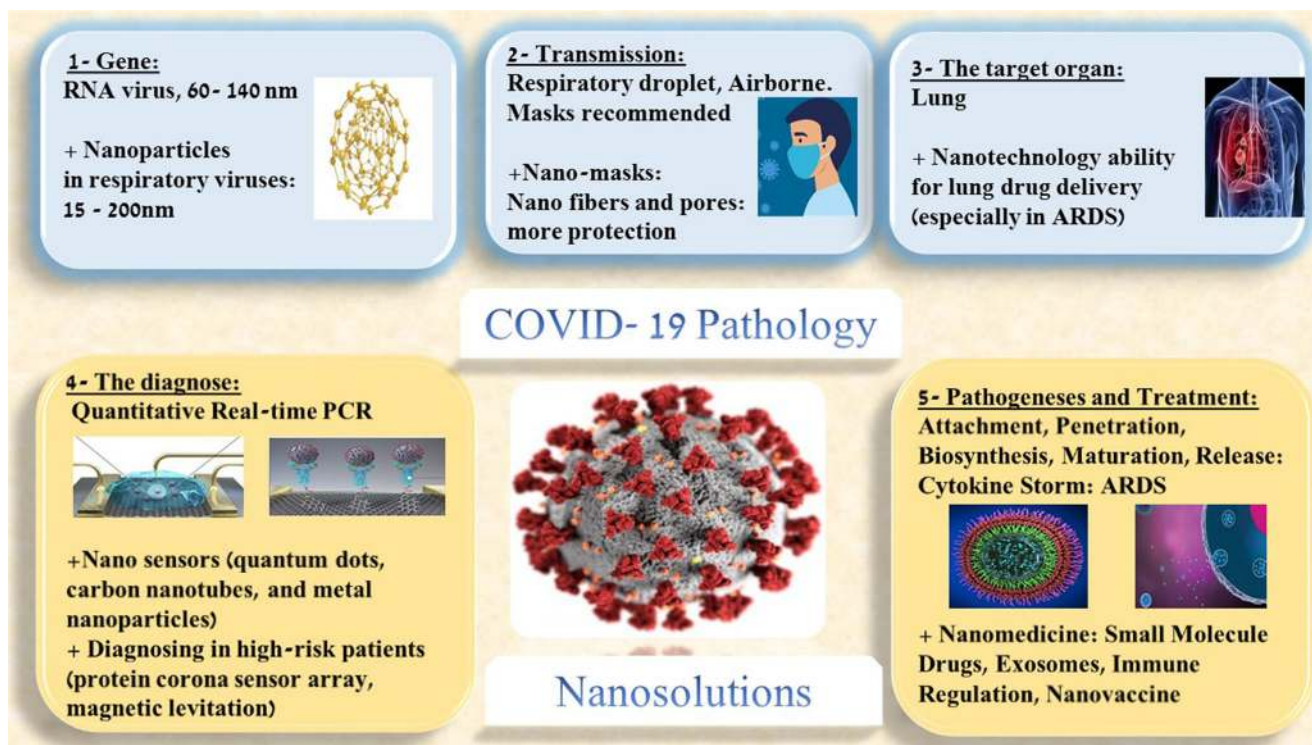 1- Gene:
RNA virus, 60- 140 nm
+ Nanoparticles
in respiratory viruses:
15 - 200nm
2- Transmission:
Respiratory droplet, Airborne.
Masks recommended
+Nano-masks:
Nano fibers and pores:
more protection
3- The target organ:
Lung
+ Nanotechnology ability
for lung drug delivery
(especially in ARDS)
COVID- 19 Pathology
4- The diagnose:
Quantitative Real-time PCR
+Nano sensors (quantum dots,
carbon nanotubes, and metal
nanoparticles)
+ Diagnosing in high-risk patients
(protein corona sensor array,
magnetic levitation)
5- Pathogeneses and Treatment:
Attachment, Penetration,
Biosynthesis, Maturation, Release:
Cytokine Storm: ARDS
+ Nanomedicine: Small Molecule
Drugs, Exosomes, Immune
Regulation, Nanovaccine
Nanosolutions